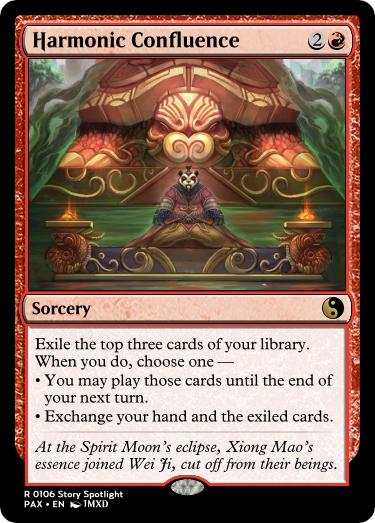 Harmonic Confluence 2
Sorcery
Exile the top three cards of your library.
When you do, choose one —
• You may play those cards until the end of
your next turn.
• Exchange your hand and the exiled cards.
At the Spirit Moon's eclipse, Xiong Mao's
essence joined Wei Ji, cut off from their beings.
R 0106 Story Spotlight
PAX • EN JMXD